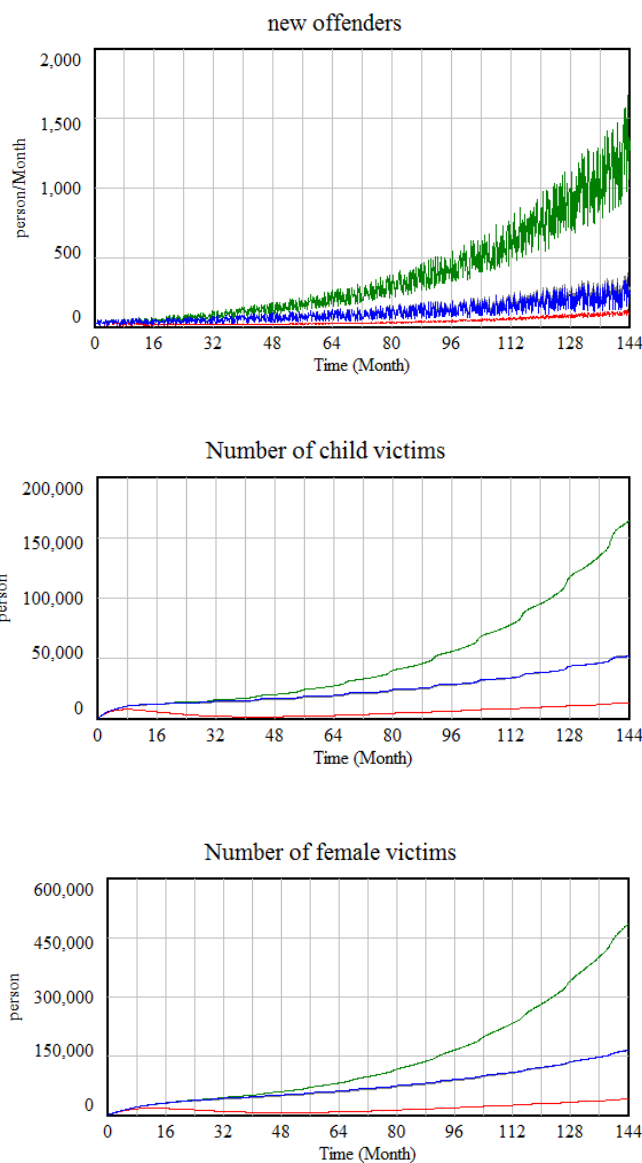 new offenders
2,000
1,500
1,000
500
0
person/Month
0 16 32 48 64 80 96 112 128 144
Time (Month)
Number of child victims
200,000
150,000
100,000
50,000
0
person
0 16 32 48 64 80 96 112 128 144
Time (Month)
Number of female victims
600,000
450,000
300,000
150,000
0
person
0 16 32 48 64 80 96 112 128 144
Time (Month)